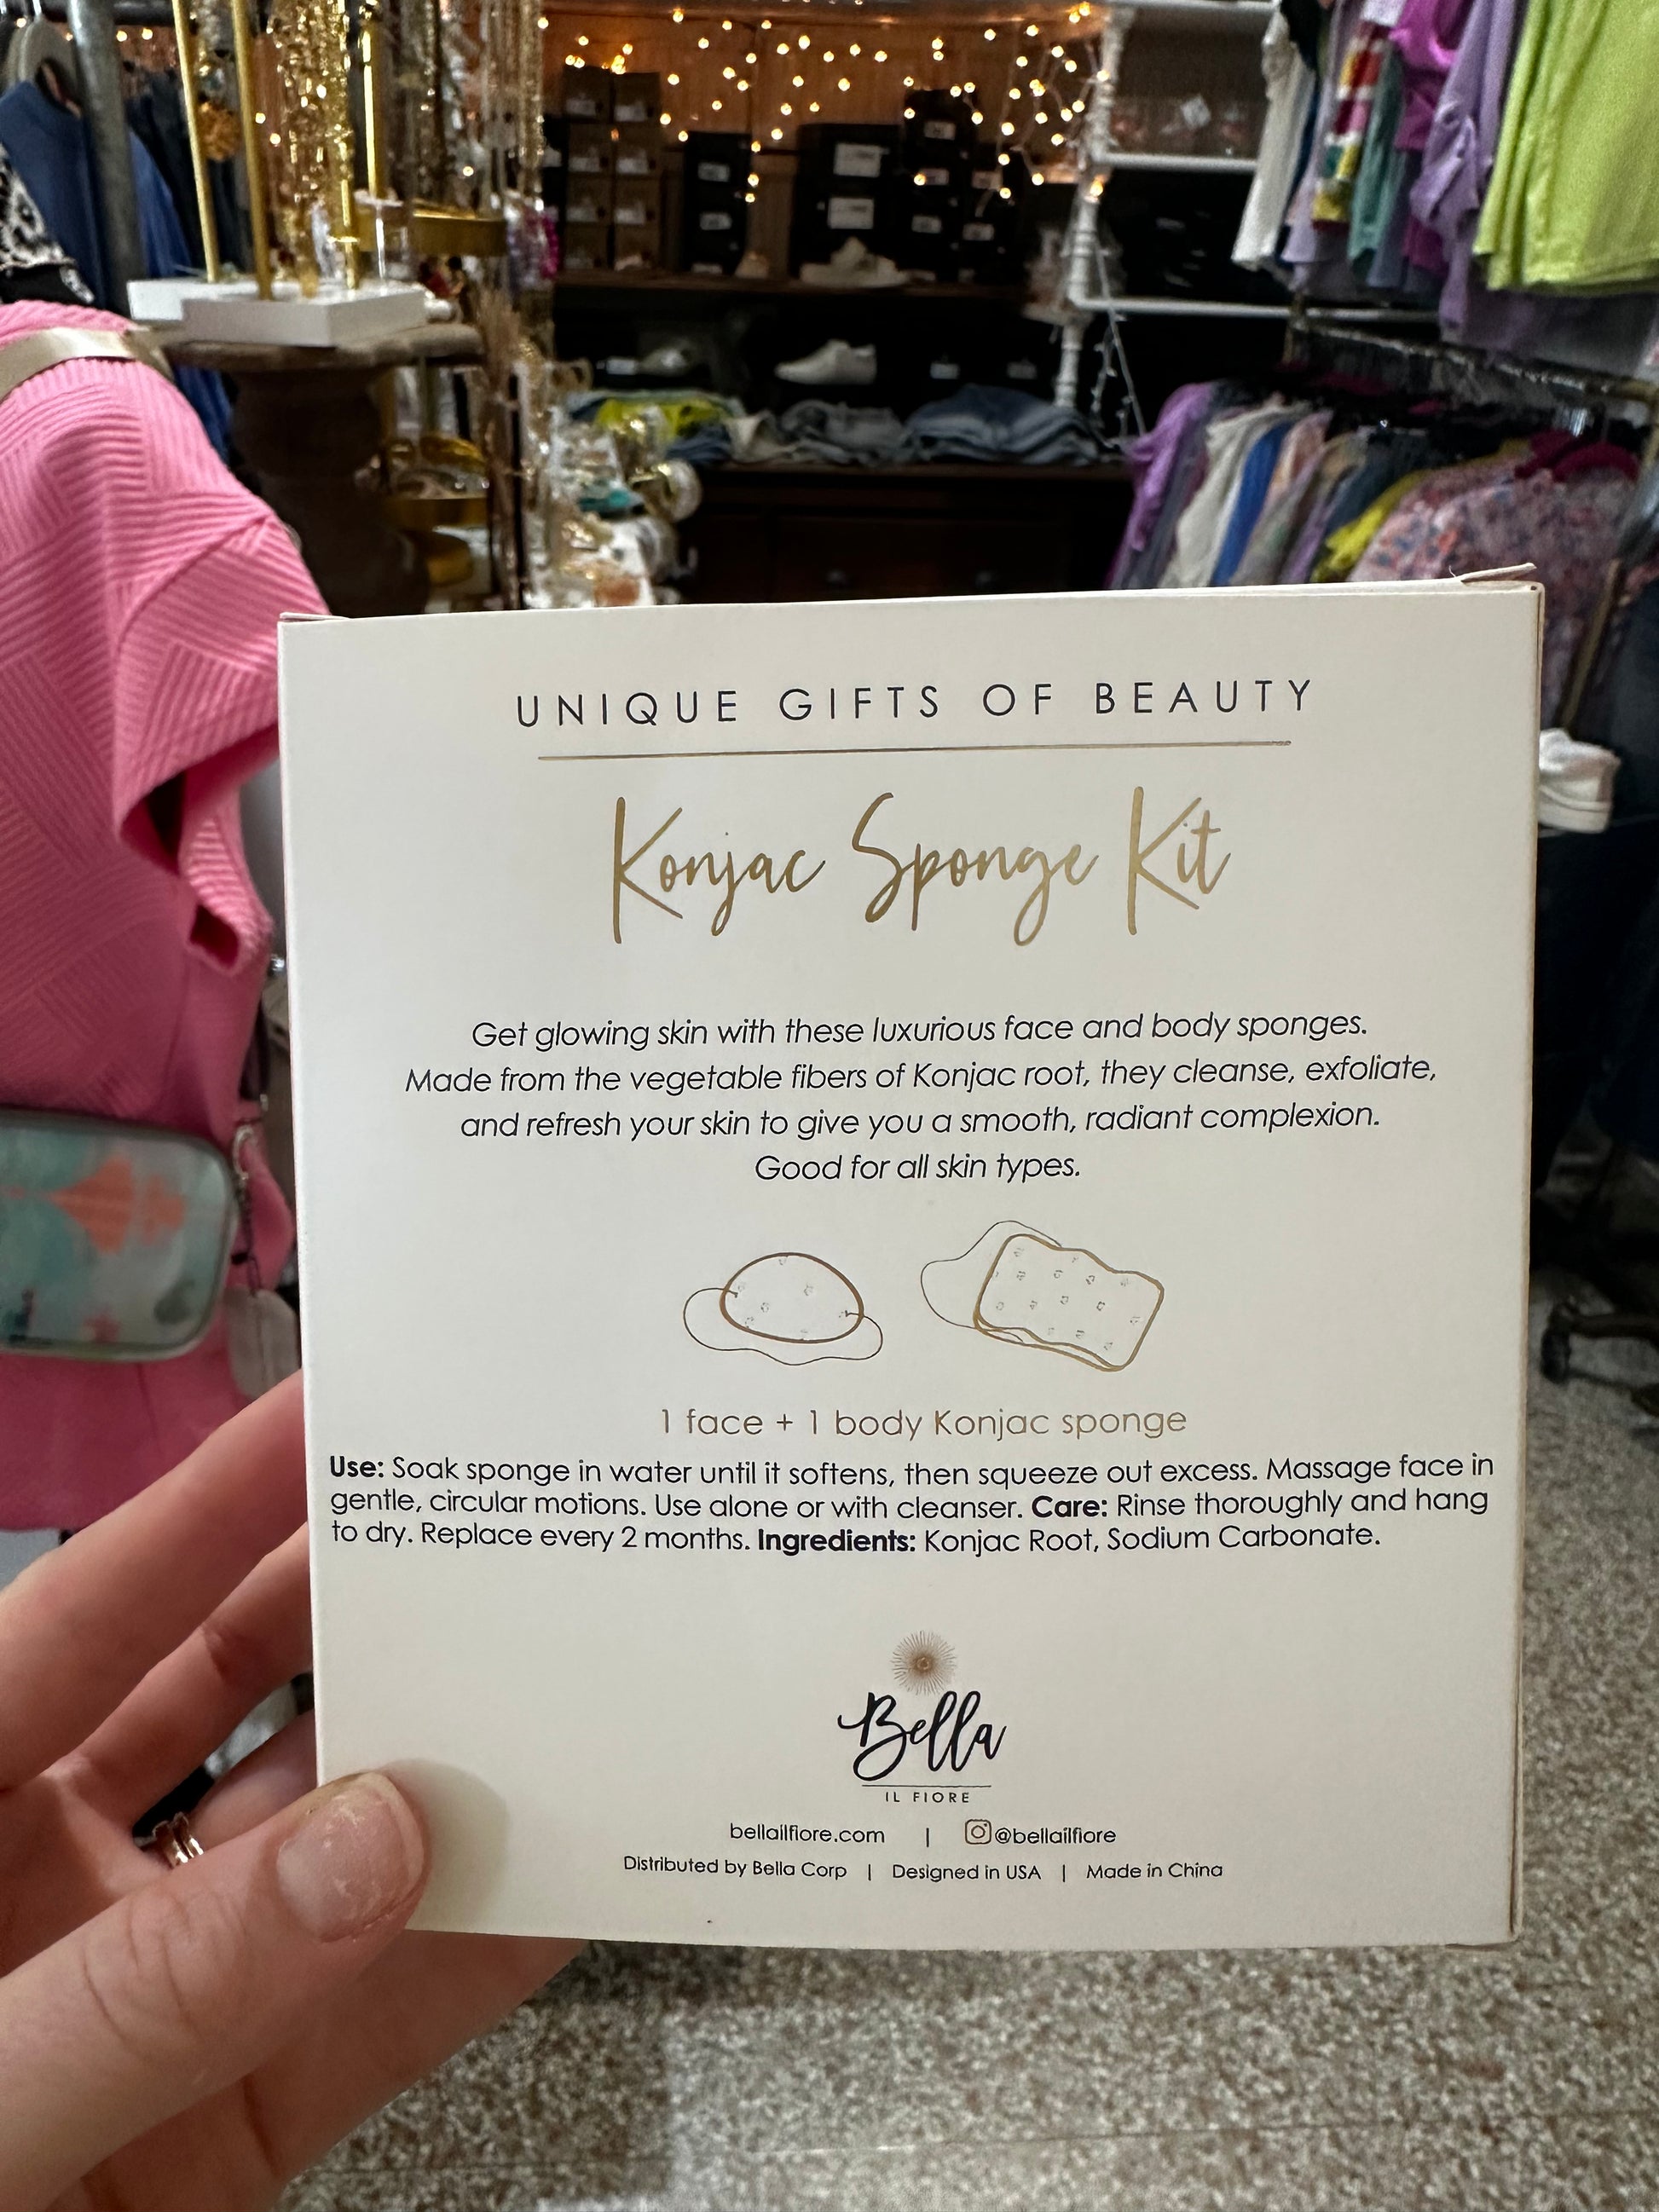 UNIQUE GIFTS OF BEAUTY
Konjac Sponge Kit
Get glowing skin with these luxurious face and body sponges.
Made from the vegetable fibers of Konjac root, they cleanse, exfoliate,
and refresh your skin to give you a smooth, radiant complexion.
Good for all skin types.
1 face + 1 body Konjac sponge
Use: Soak sponge in water until it softens, then squeeze out excess. Massage face in
gentle, circular motions. Use alone or with cleanser. Care: Rinse thoroughly and hang
to dry. Replace every 2 months. Ingredients: Konjac Root, Sodium Carbonate.
Bella
IL FIORE
bellailfiore.com | @bellailfiore
Distributed by Bella Corp | Designed in USA | Made in China